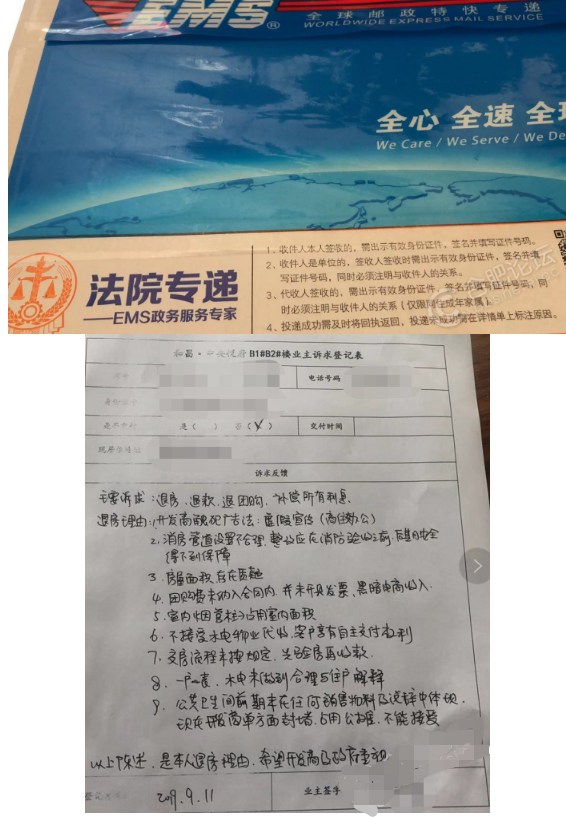 EMS®
全球邮政特快专递
WORLDWIDE EXPRESS MAIL SERVICE
全心 全速 全球
We Care / We Serve / We De
法院专递
——EMS政务服务专家
1、收件人本人签收的，需出示有效身份证件，签名并填写证件号码。
2、收件人是单位的，签收人签收时需出示有效身份证件，签名并填
写证件号码，同时必须注明与收件人的关系。
3、代收人签收的，需出示有效身份证件，签名并填写证件号码，同
时必须注明与收件人的关系（仅限同住成年家属）。
4、投递成功需及时将回执返回，投递未成功需在详情单上标注原因。
和昌·中央悦府B1#B2#楼业主诉求登记表
电话号码
是（ ） 否（√） 交付时间
诉求反馈
主要诉求：退房、退款、退团购、补偿所有利息、
退房理由：1.开发商触犯广告法：虚假宣传（商住办公）
2.消防管道设置不合理，整改应在消防验收之前，后期安全
得不到保障
3.房屋面积存在质疑
4.团购费未纳入合同内，并未开具发票、黑暗电商收入.
5.室内烟管柱子占用室内面积
6.不接受水电物业代收.客户享有自主支付权利
7.交房流程未按规定，先验房再收款.
8.一户一表，水电未做到合理与住户解释
9.公共卫生间前期未在任何销售物料及说辞中体现.
现在开发商单方面封堵.占用公摊.不能接受
以上陈述，是本人退房理由.希望开发商及政府重视
2019.9.11
业主签字